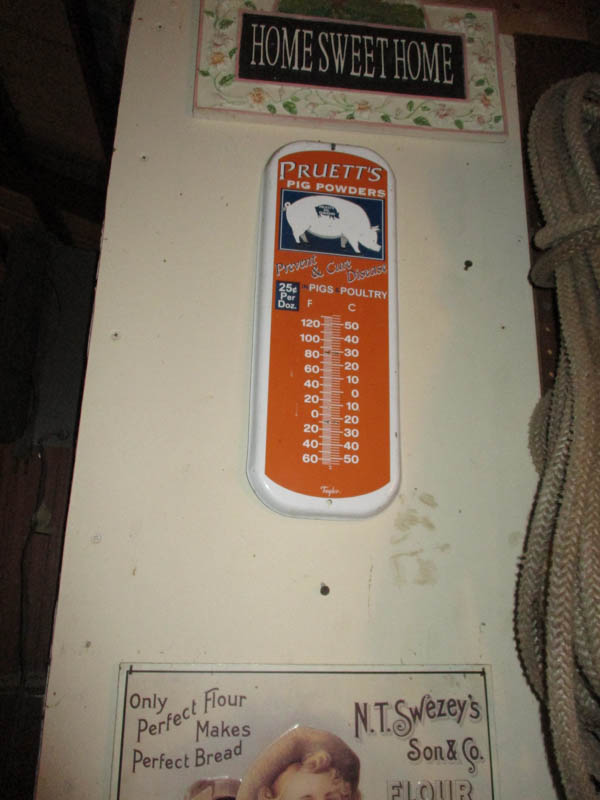 HOME SWEET HOME
PRUETT'S
PIG POWDERS
Prevent
& Cure
Disease
25¢
Per
Doz.
IN PIGS & POULTRY
F C
120 50
100 40
80 30
60 20
40 10
20 0
0 10
20 20
40 30
60 40
50
Taylor
Only
Perfect Flour
Makes
Perfect Bread
N.T. Swezey's
Son & Co.
FLOUR